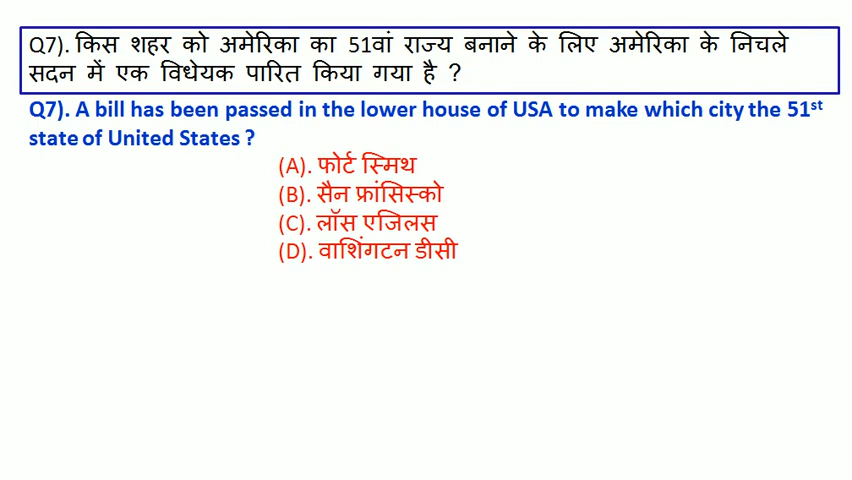 Q7). किस शहर को अमेरिका का 51वां राज्य बनाने के लिए अमेरिका के निचले
सदन में एक विधेयक पारित किया गया है ?
Q7). A bill has been passed in the lower house of USA to make which city the 51st
state of United States ?
(A). फोर्ट स्मिथ
(B). सैन फ्रांसिस्को
(C). लॉस एजिलस
(D). वाशिंगटन डीसी